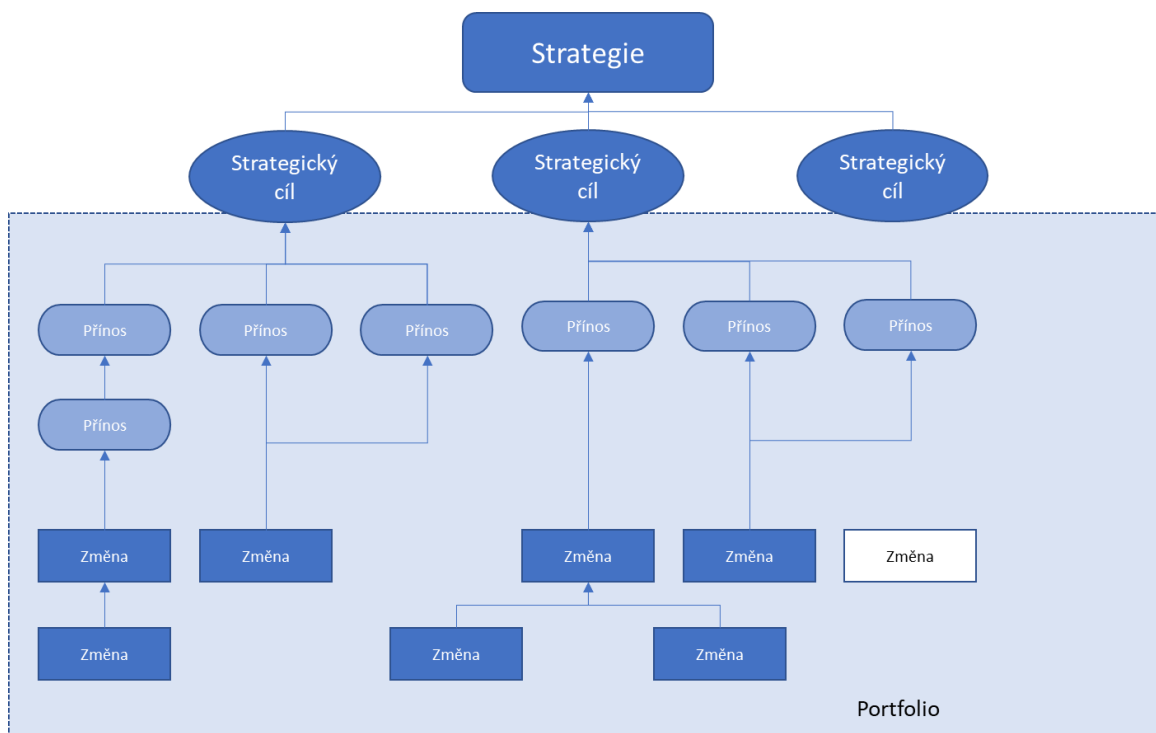 Strategie
Strategický
cíl
Strategický
cíl
Strategický
cíl
Přínos
Přínos
Přínos
Přínos
Přínos
Přínos
Přínos
Změna
Změna
Změna
Změna
Změna
Změna
Změna
Změna
Portfolio